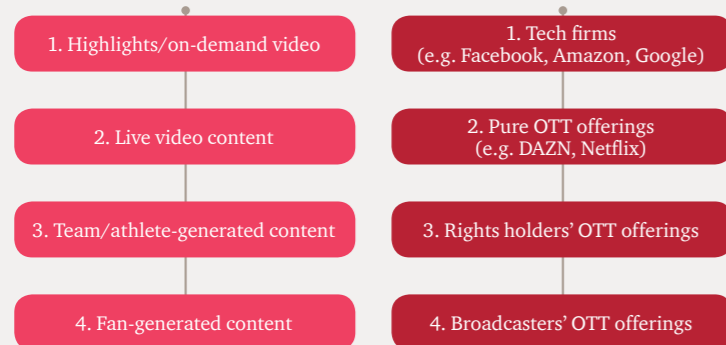 1. Highlights/on-demand video
2. Live video content
3. Team/athlete-generated content
4. Fan-generated content
1. Tech firms
(e.g. Facebook, Amazon, Google)
2. Pure OTT offerings
(e.g. DAZN, Netflix)
3. Rights holders’ OTT offerings
4. Broadcasters’ OTT offerings